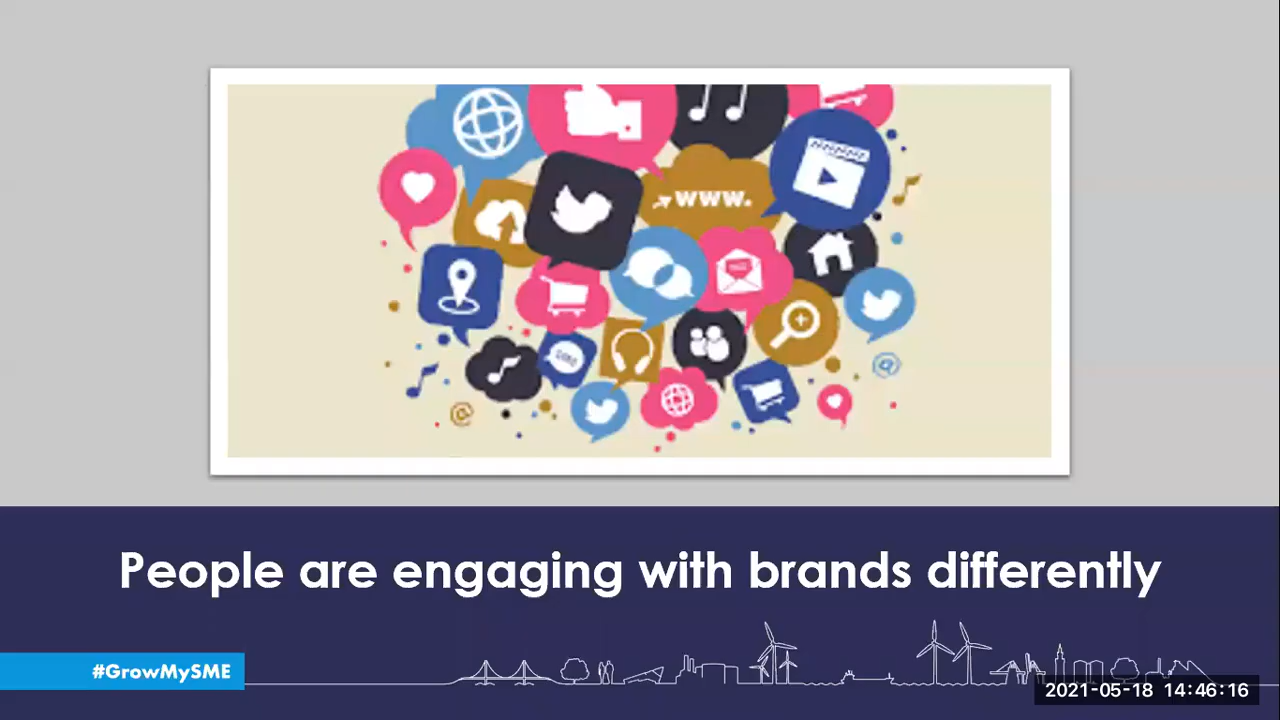 www.
@
@
People are engaging with brands differently
#GrowMySME
2021-05-18 14:46:16